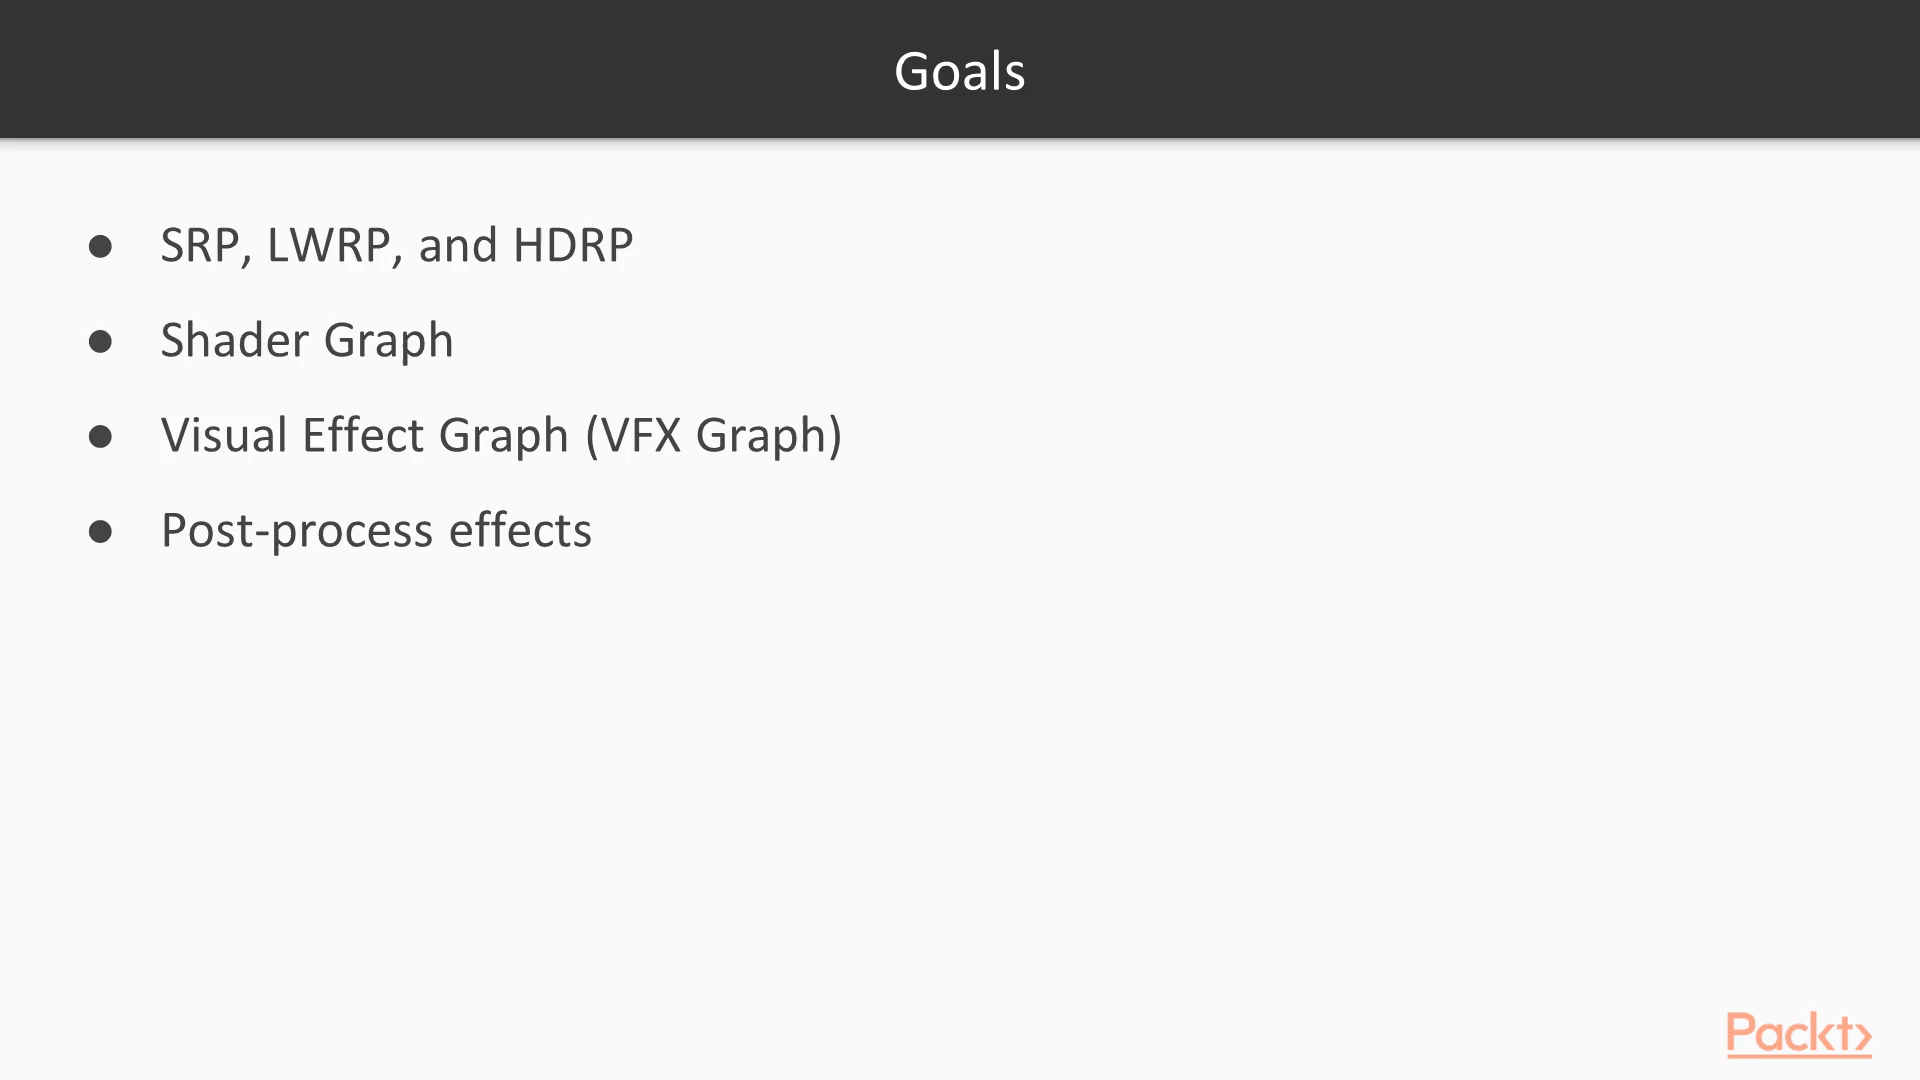 Goals
● SRP, LWRP, and HDRP
● Shader Graph
● Visual Effect Graph (VFX Graph)
● Post-process effects
Packt>